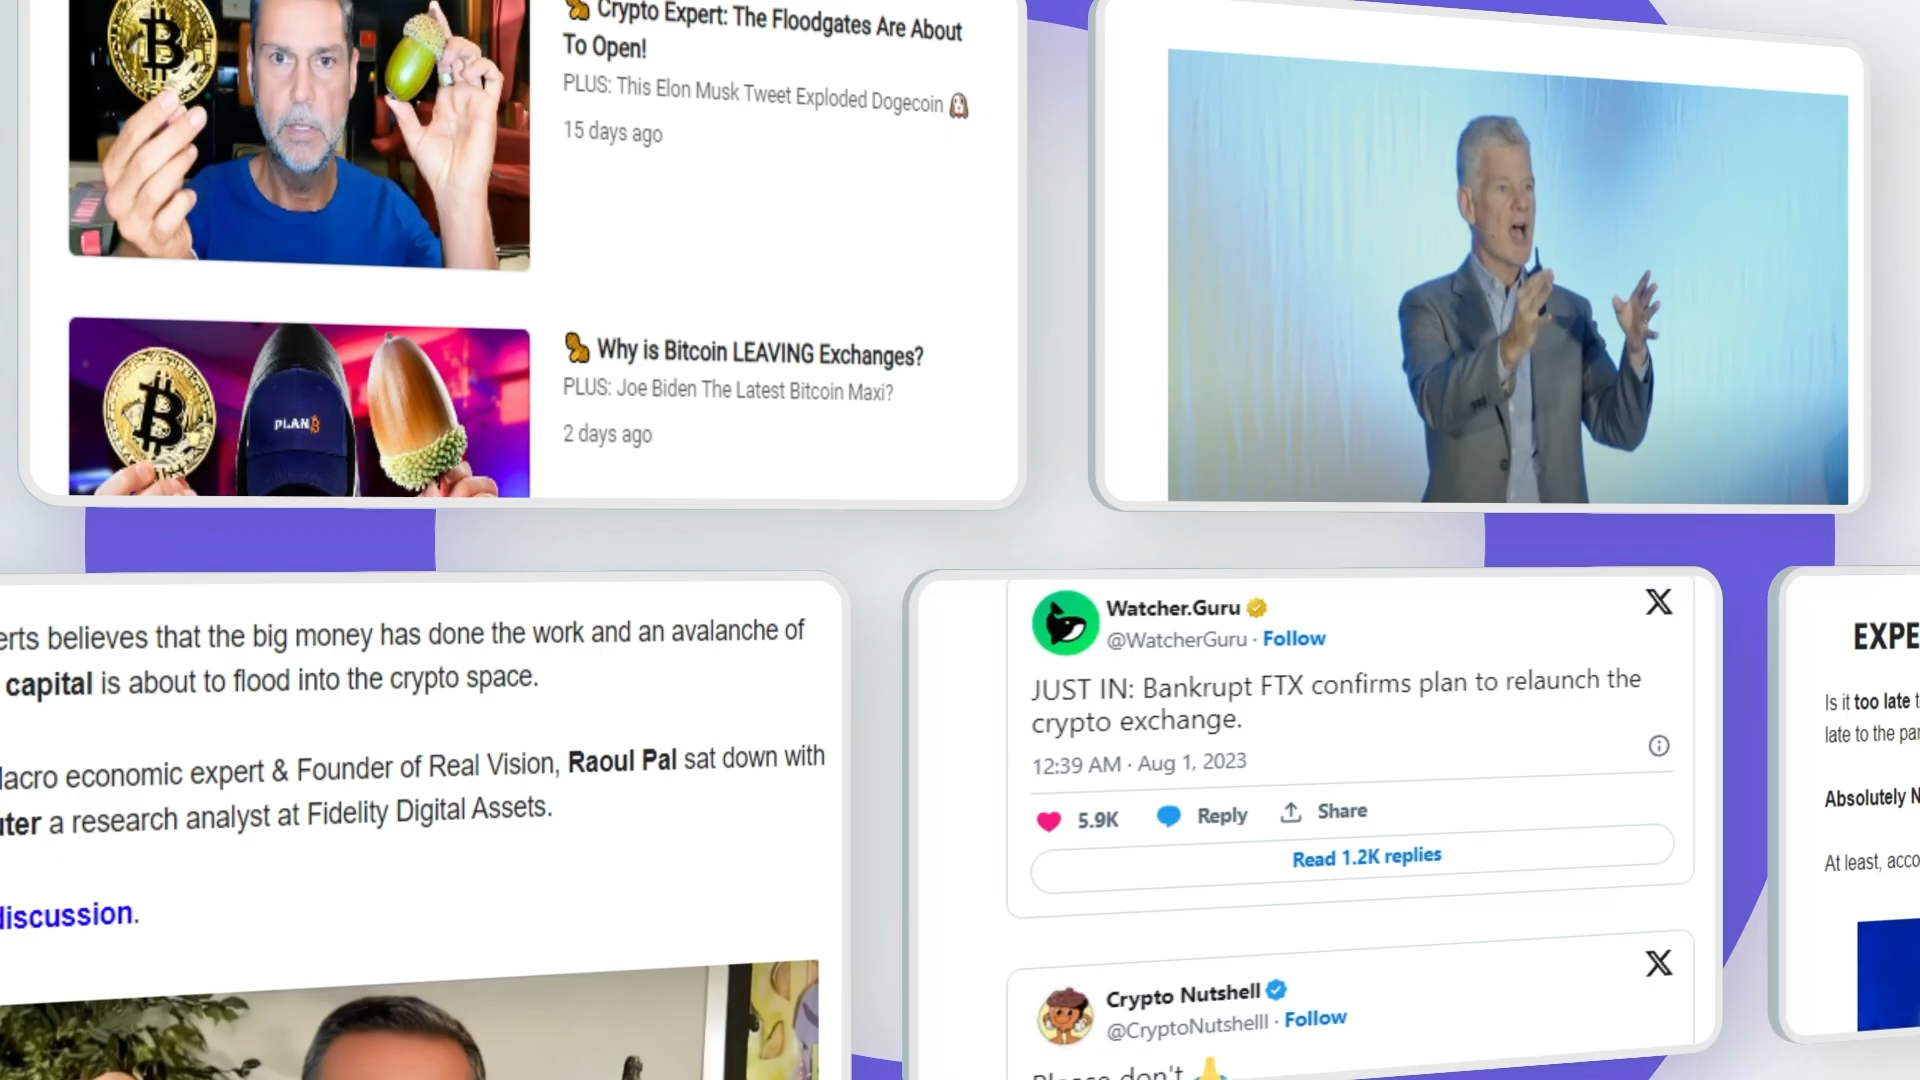 Crypto Expert: The Floodgates Are About
To Open!
PLUS: This Elon Musk Tweet Exploded Dogecoin
15 days ago
PLAN₿
Why is Bitcoin LEAVING Exchanges?
PLUS: Joe Biden The Latest Bitcoin Maxi?
2 days ago
erts believes that the big money has done the work and an avalanche of
capital is about to flood into the crypto space.
acro economic expert & Founder of Real Vision, Raoul Pal sat down with
uter a research analyst at Fidelity Digital Assets.
discussion.
Watcher.Guru
@WatcherGuru · Follow
JUST IN: Bankrupt FTX confirms plan to relaunch the
crypto exchange.
12:39 AM · Aug 1, 2023
5.9K Reply Share
Read 1.2K replies
Crypto Nutshell
@CryptoNutshelll · Follow
Please don't 🙏
EXPE
Is it too late t
late to the par
Absolutely N
At least, acco